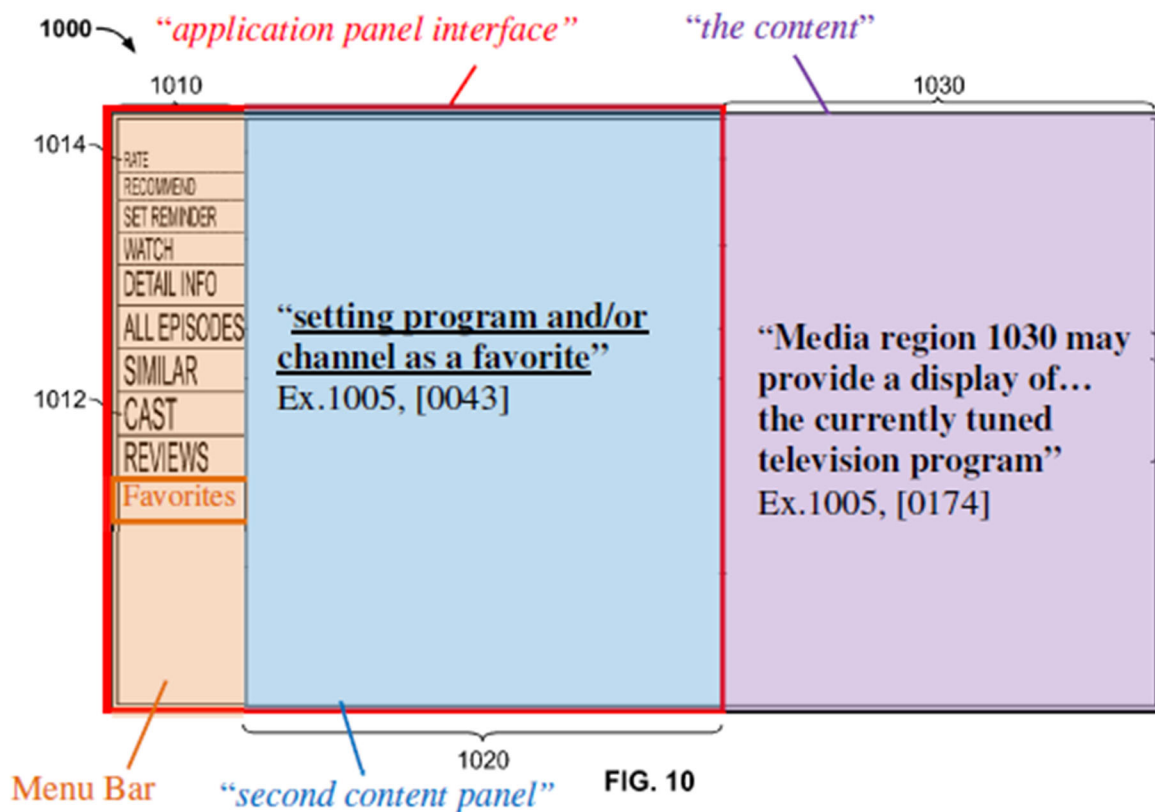 1000
“application panel interface”
“the content”
1010
1030
1014
RATE
RECOMMEND
SET REMINDER
WATCH
DETAIL INFO
ALL EPISODES
SIMILAR
1012
CAST
REVIEWS
Favorites
“setting program and/or
channel as a favorite”
Ex.1005, [0043]
“Media region 1030 may
provide a display of…
the currently tuned
television program”
Ex.1005, [0174]
1020
Menu Bar
“second content panel”
FIG. 10